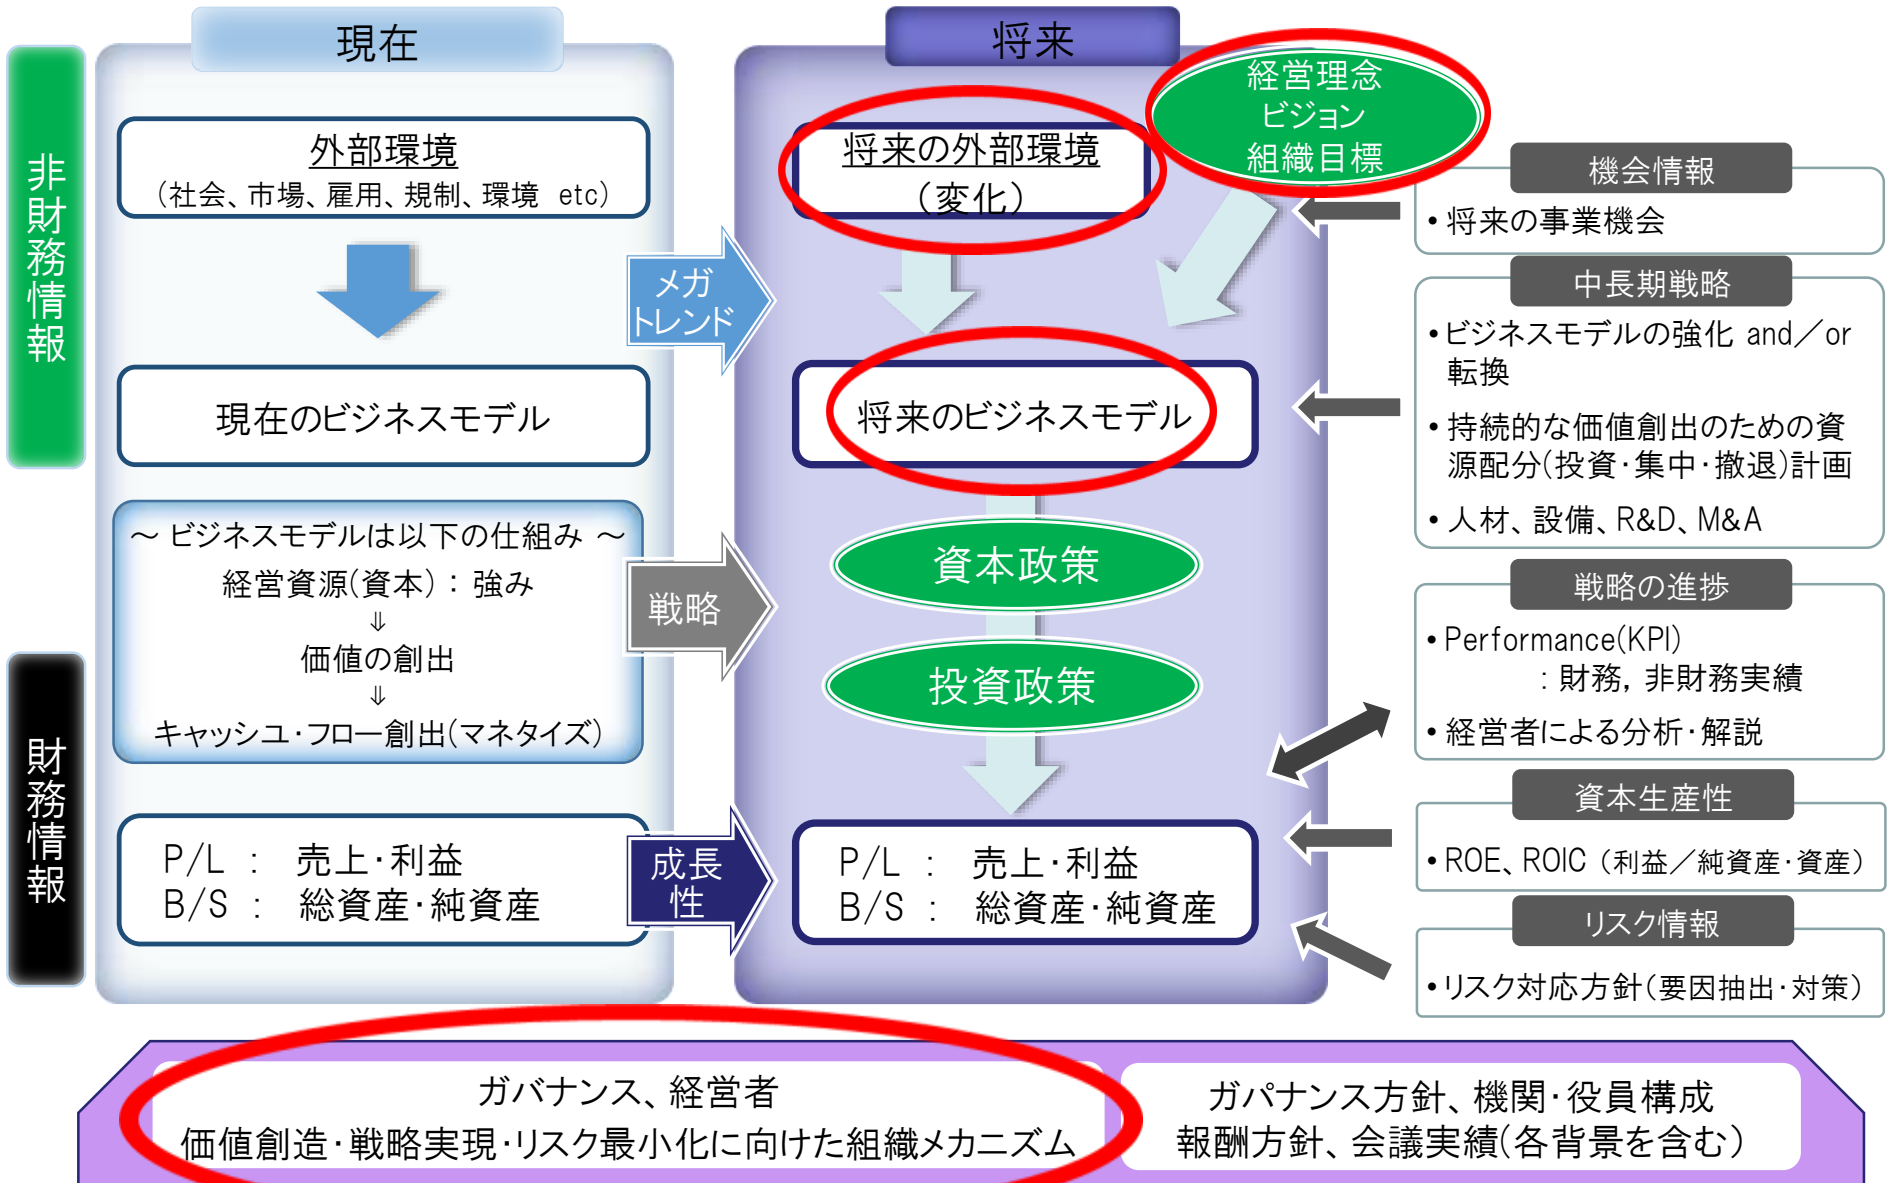 現在
将来
経営理念
ビジョン
組織目標
非財務情報
財務情報
外部環境
（社会、市場、雇用、規制、環境 etc）
現在のビジネスモデル
～ ビジネスモデルは以下の仕組み ～
経営資源(資本)：強み
⇓
価値の創出
⇓
キャッシユ・フロー創出(マネタイズ)
P/L ： 売上・利益
B/S ： 総資産・純資産
メガ
トレンド
戦略
成長
性
将来の外部環境
（変化）
将来のビジネスモデル
資本政策
投資政策
P/L ： 売上・利益
B/S ： 総資産・純資産
機会情報
・将来の事業機会
中長期戦略
・ビジネスモデルの強化 and／or
転換
・持続的な価値創出のための資
源配分(投資・集中・撤退)計画
・人材、設備、R&D、M&A
戦略の進捗
・Performance(KPI)
：財務，非財務実績
・経営者による分析・解説
資本生産性
・ROE、ROIC（利益／純資産・資産）
リスク情報
・リスク対応方針（要因抽出・対策）
ガバナンス、経営者
価値創造・戦略実現・リスク最小化に向けた組織メカニズム
ガパナンス方針、機関・役員構成
報酬方針、会議実績(各背景を含む）